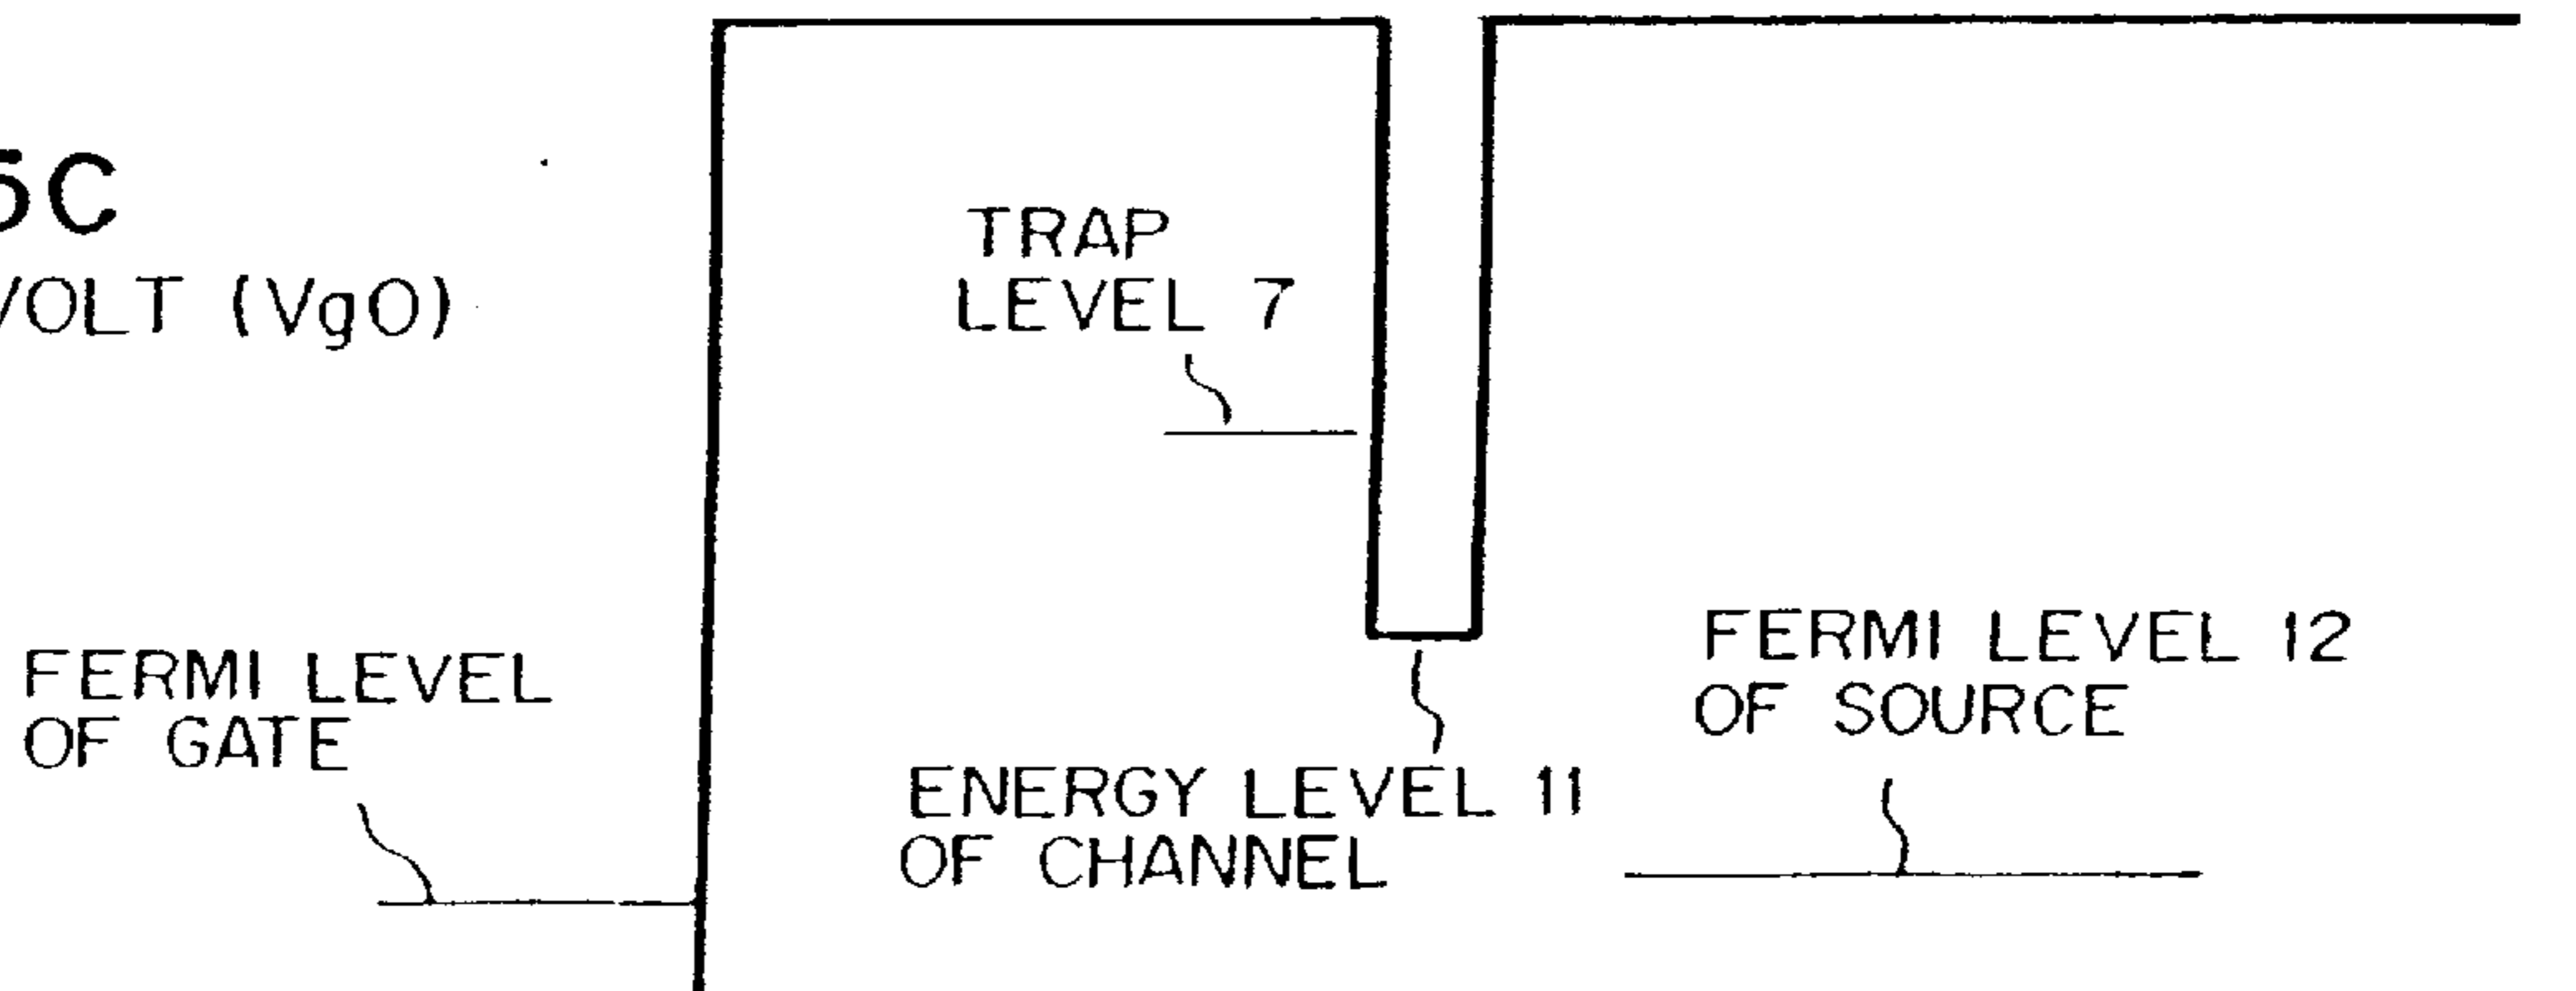 5C
VOLT (Vg0)
TRAP
LEVEL 7
FERMI LEVEL
OF GATE
ENERGY LEVEL 11
OF CHANNEL
FERMI LEVEL 12
OF SOURCE